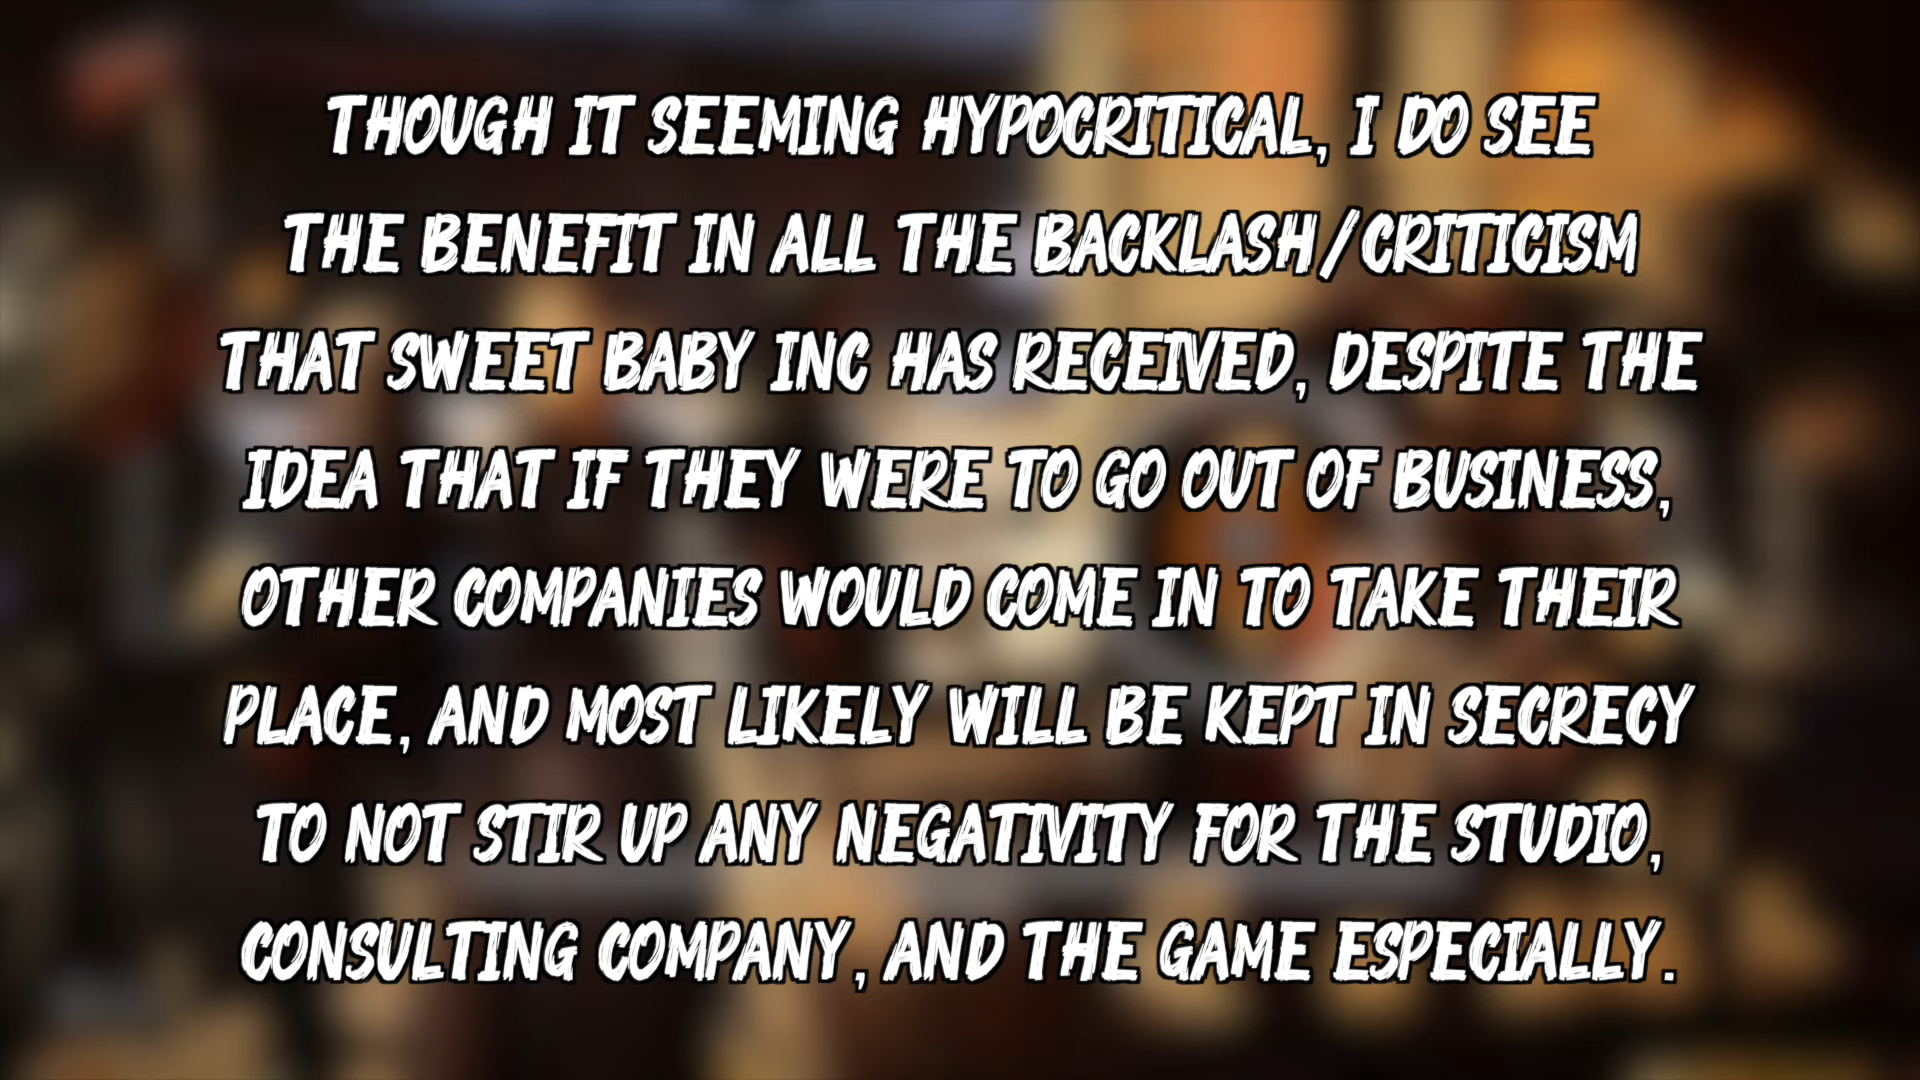 THOUGH IT SEEMING HYPOCRITICAL, I DO SEE
THE BENEFIT IN ALL THE BACKLASH/CRITICISM
THAT SWEET BABY INC HAS RECEIVED, DESPITE THE
IDEA THAT IF THEY WERE TO GO OUT OF BUSINESS,
OTHER COMPANIES WOULD COME IN TO TAKE THEIR
PLACE, AND MOST LIKELY WILL BE KEPT IN SECRECY
TO NOT STIR UP ANY NEGATIVITY FOR THE STUDIO,
CONSULTING COMPANY, AND THE GAME ESPECIALLY.